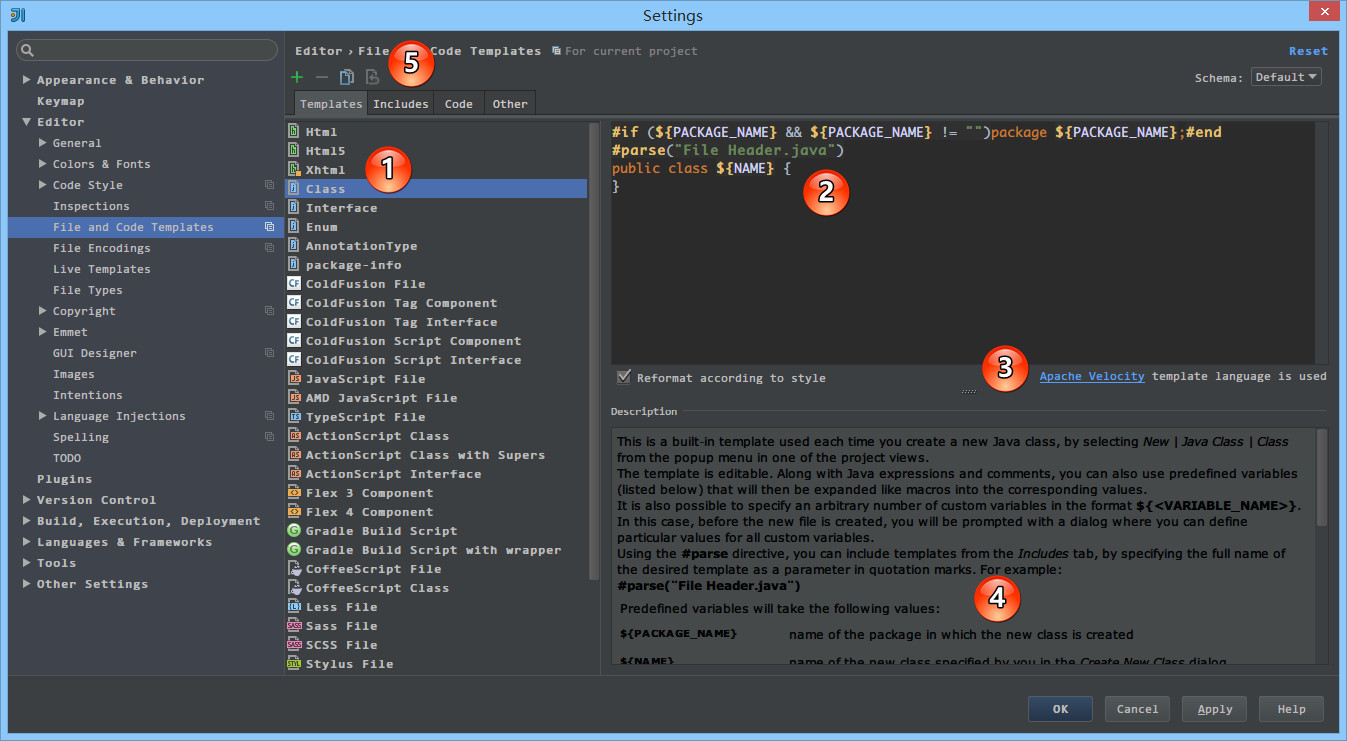 Settings
Editor › File
Code Templates
For current project
Reset
Schema:
Default
5
Appearance & Behavior
Keymap
Editor
General
Colors & Fonts
Code Style
Inspections
File and Code Templates
File Encodings
Live Templates
File Types
Copyright
Emmet
GUI Designer
Images
Intentions
Language Injections
Spelling
TODO
Plugins
Version Control
Build, Execution, Deployment
Languages & Frameworks
Tools
Other Settings
Templates
Includes
Code
Other
Html
Html5
Xhtml
1
Class
Interface
Enum
AnnotationType
package-info
ColdFusion File
ColdFusion Tag Component
ColdFusion Tag Interface
ColdFusion Script Component
ColdFusion Script Interface
JavaScript File
AMD JavaScript File
TypeScript File
ActionScript Class
ActionScript Class with Supers
ActionScript Interface
Flex 3 Component
Flex 4 Component
Gradle Build Script
Gradle Build Script with wrapper
CoffeeScript File
CoffeeScript Class
Less File
Sass File
SCSS File
Stylus File
#if (${PACKAGE_NAME} && ${PACKAGE_NAME} != "")package ${PACKAGE_NAME};#end
#parse("File Header.java")
public class ${NAME} {
}
2
Reformat according to style
3
Apache Velocity template language is used
Description
This is a built-in template used each time you create a new Java class, by selecting New | Java Class | Class
from the popup menu in one of the project views.
The template is editable. Along with Java expressions and comments, you can also use predefined variables
(listed below) that will then be expanded like macros into the corresponding values.
It is also possible to specify an arbitrary number of custom variables in the format ${<VARIABLE_NAME>}.
In this case, before the new file is created, you will be prompted with a dialog where you can define
particular values for all custom variables.
Using the #parse directive, you can include templates from the Includes tab, by specifying the full name of
the desired template as a parameter in quotation marks. For example:
#parse("File Header.java")
4
Predefined variables will take the following values:
${PACKAGE_NAME} name of the package in which the new class is created
${NAME} name of the new class specified by you in the Create New Class dialog
OK
Cancel
Apply
Help